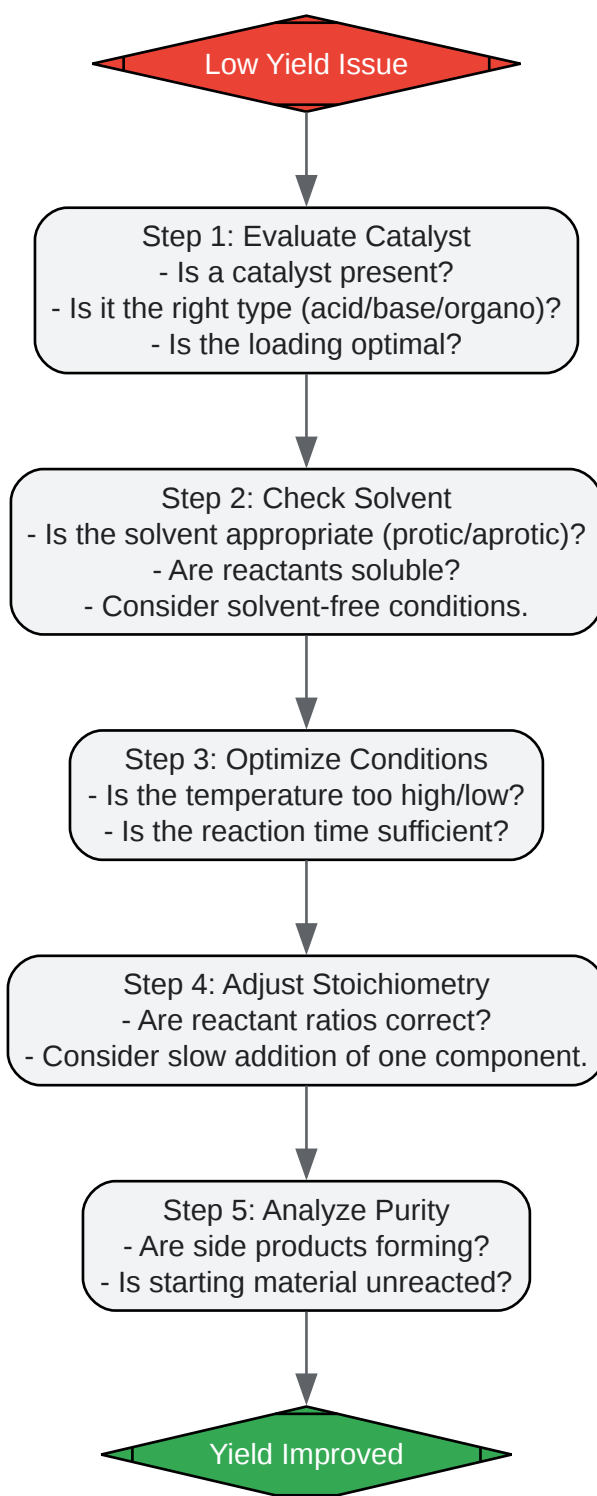 Low Yield Issue
Step 1: Evaluate Catalyst
- Is a catalyst present?
- Is it the right type (acid/base/organo)?
- Is the loading optimal?
Step 2: Check Solvent
- Is the solvent appropriate (protic/aprotic)?
- Are reactants soluble?
- Consider solvent-free conditions.
Step 3: Optimize Conditions
- Is the temperature too high/low?
- Is the reaction time sufficient?
Step 4: Adjust Stoichiometry
- Are reactant ratios correct?
- Consider slow addition of one component.
Step 5: Analyze Purity
- Are side products forming?
- Is starting material unreacted?
Yield Improved